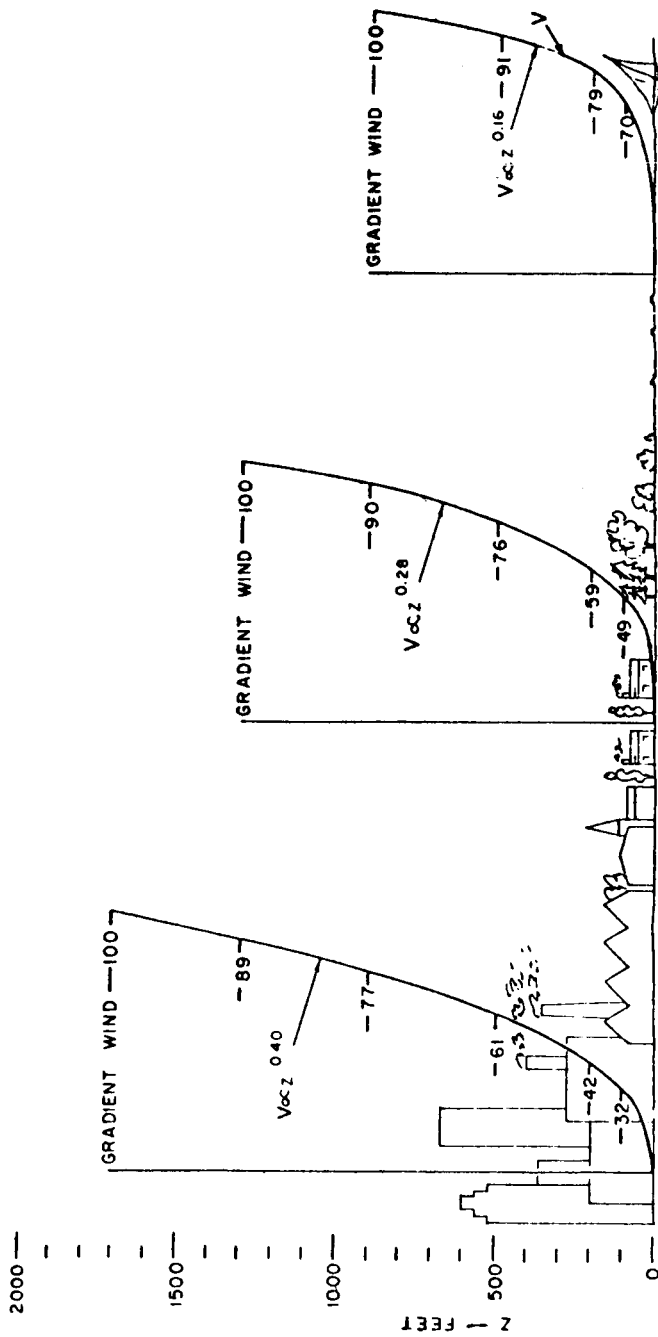 2000
1500
1000
500
0
Z — FEET
GRADIENT WIND —100
—89
V∝Z^0.40
—77
—61
—42
—32
GRADIENT WIND —100
—90
V∝Z^0.28
—76
—59
—49
GRADIENT WIND —100
—91
V∝Z^0.16
V
—79
—70